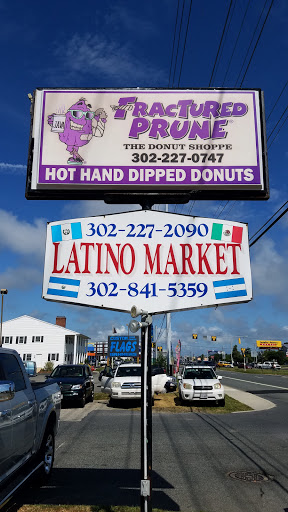 The
FRACTURED
PRUNE
THE DONUT SHOPPE
302-227-0747
HOT HAND DIPPED DONUTS
302-227-2090
LATINO MARKET
302-841-5359
FLAGS